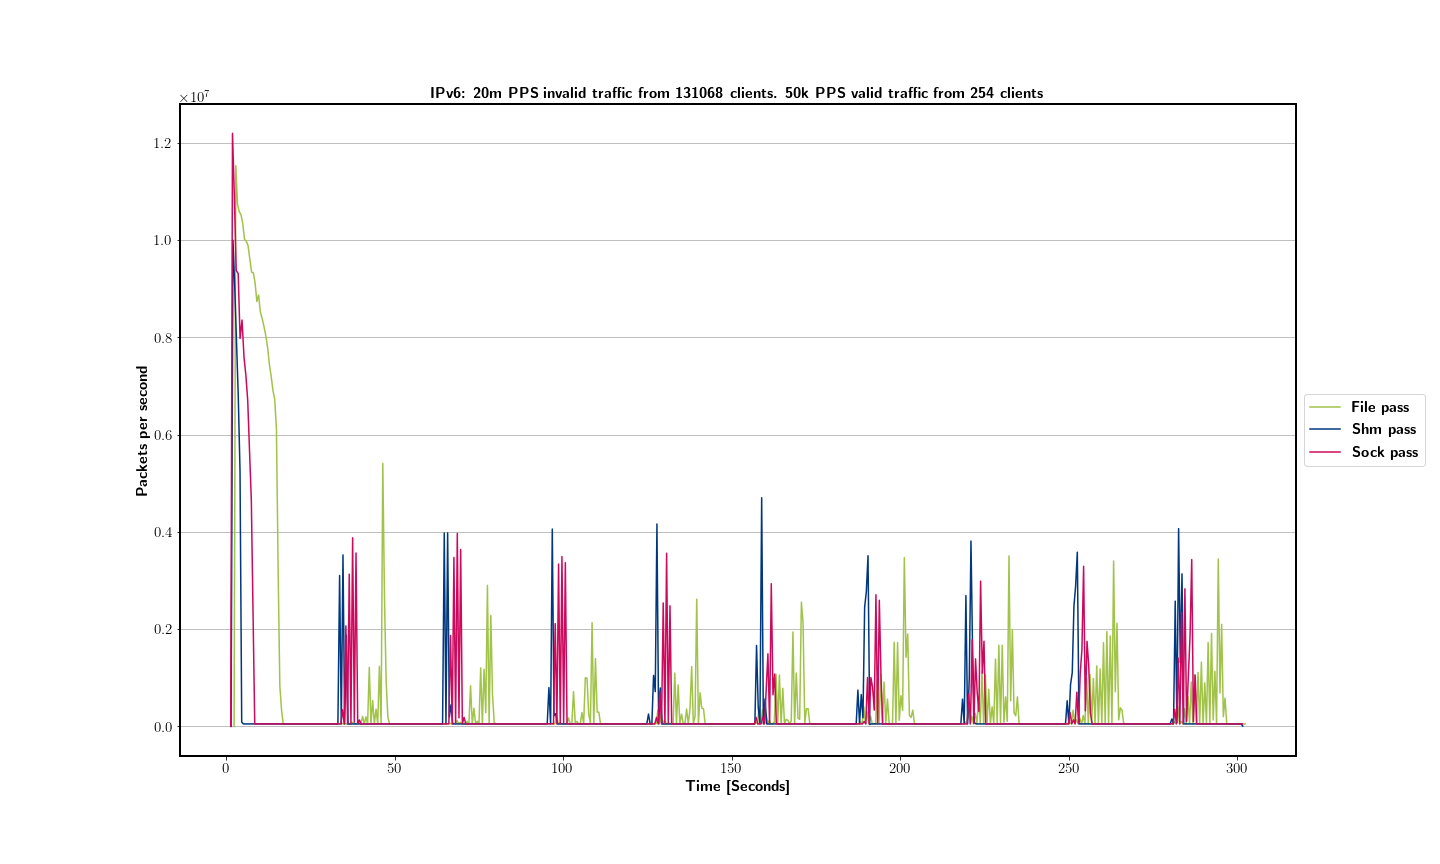 IPv6: 20m PPS invalid traffic from 131068 clients. 50k PPS valid traffic from 254 clients
×10⁷
1.2
1.0
0.8
0.6
0.4
0.2
0.0
Packets per second
0 50 100 150 200 250 300
Time [Seconds]
File pass
Shm pass
Sock pass